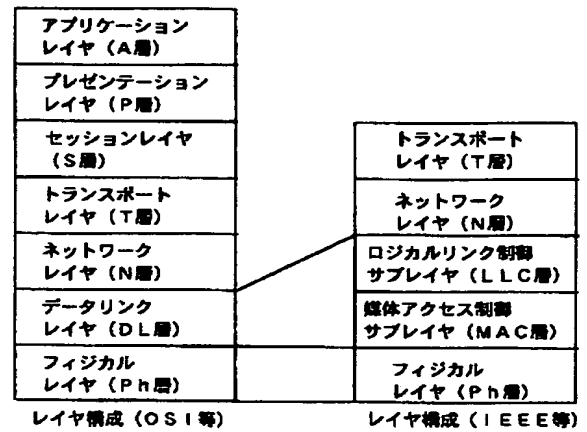 アプリケーション
レイヤ（A層）
プレゼンテーション
レイヤ（P層）
セッションレイヤ
（S層）
トランスポート
レイヤ（T層）
ネットワーク
レイヤ（N層）
データリンク
レイヤ（DL層）
フィジカル
レイヤ（Ph層）
レイヤ構成（OSI等）
トランスポート
レイヤ（T層）
ネットワーク
レイヤ（N層）
ロジカルリンク制御
サブレイヤ（LLC層）
媒体アクセス制御
サブレイヤ（MAC層）
フィジカル
レイヤ（Ph層）
レイヤ構成（IEEE等）